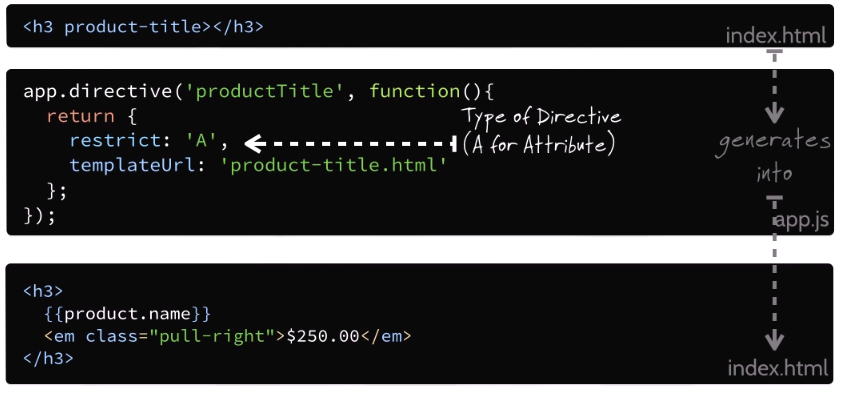 <h3 product-title></h3>
index.html
app.directive('productTitle', function(){
return {
restrict: 'A',
templateUrl: 'product-title.html'
};
});
Type of Directive
(A for Attribute)
generates
into
app.js
<h3>
{{product.name}}
<em class="pull-right">$250.00</em>
</h3>
index.html